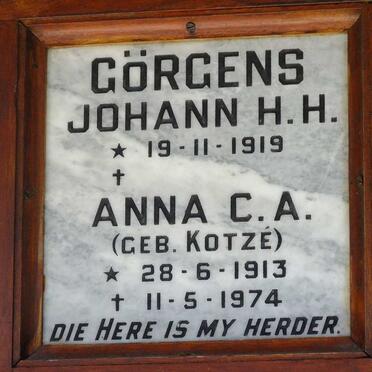 GÖRGENS
JOHANN H.H.
★ 19-11-1919
†
ANNA C.A.
(GEB. KOTZÉ)
★ 28-6-1913
† 11-5-1974
DIE HERE IS MY HERDER.